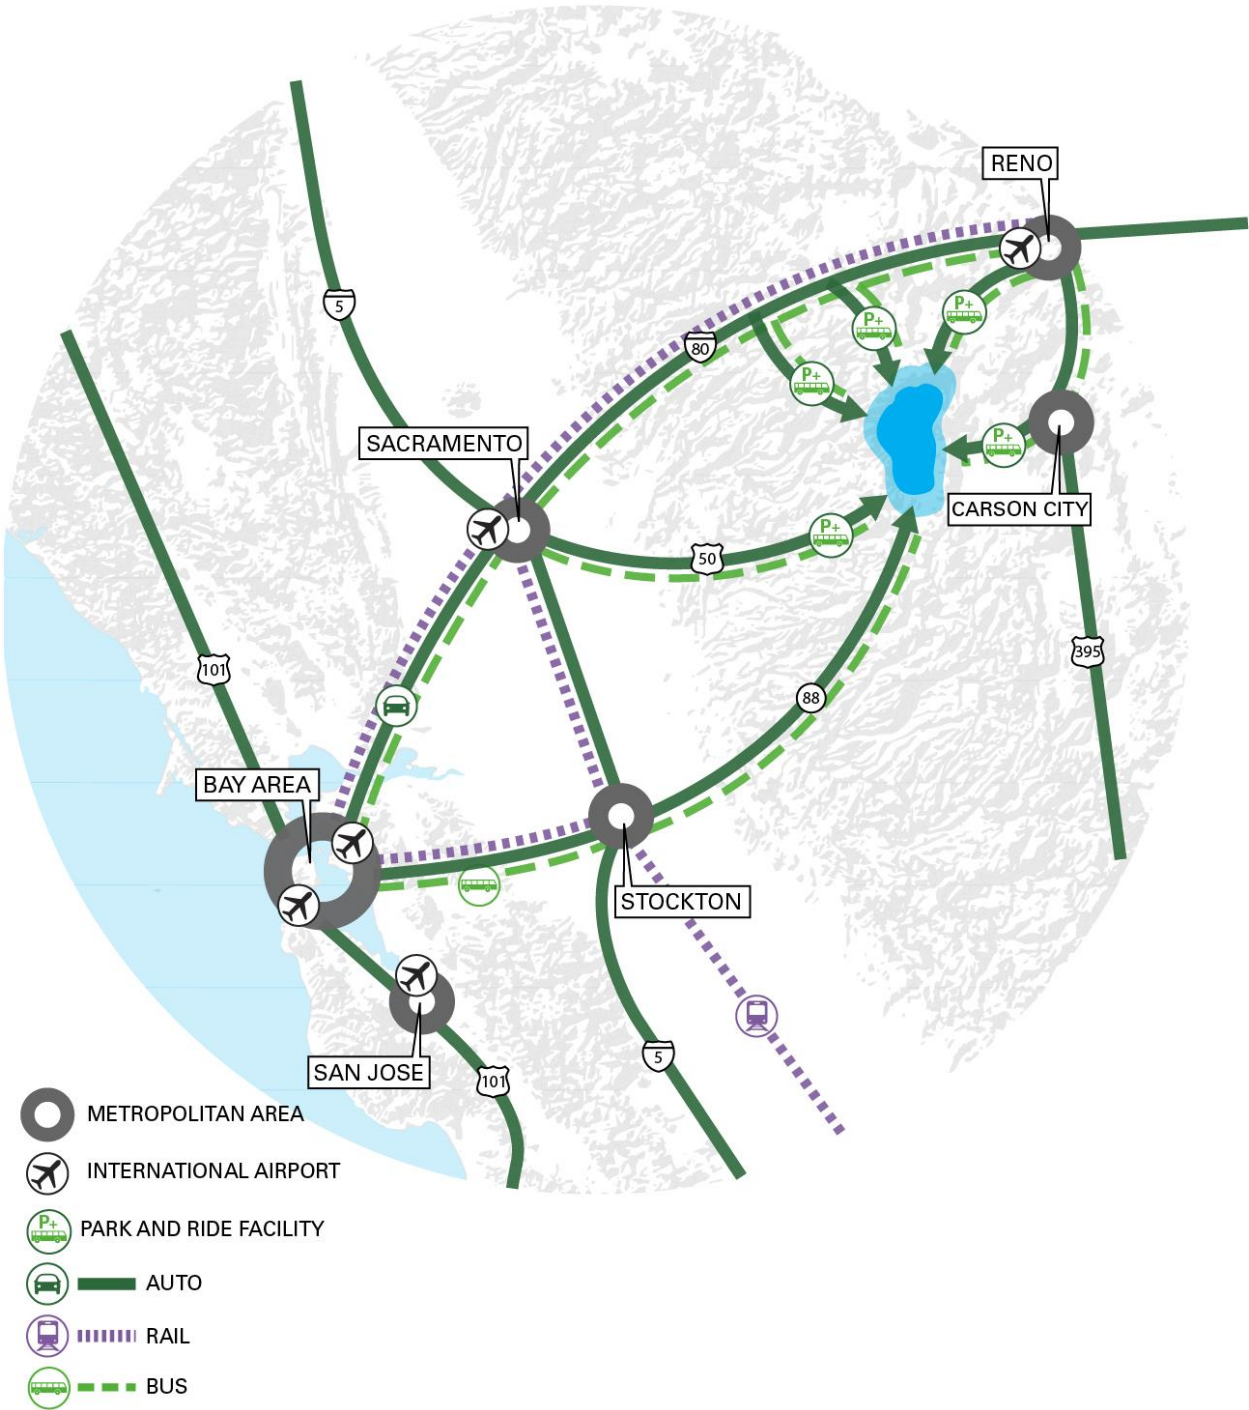 RENO
5
P+
P+
80
P+
SACRAMENTO
P+
CARSON CITY
P+
50
395
101
88
BAY AREA
STOCKTON
5
SAN JOSE
101
METROPOLITAN AREA
INTERNATIONAL AIRPORT
P+
PARK AND RIDE FACILITY
AUTO
RAIL
BUS